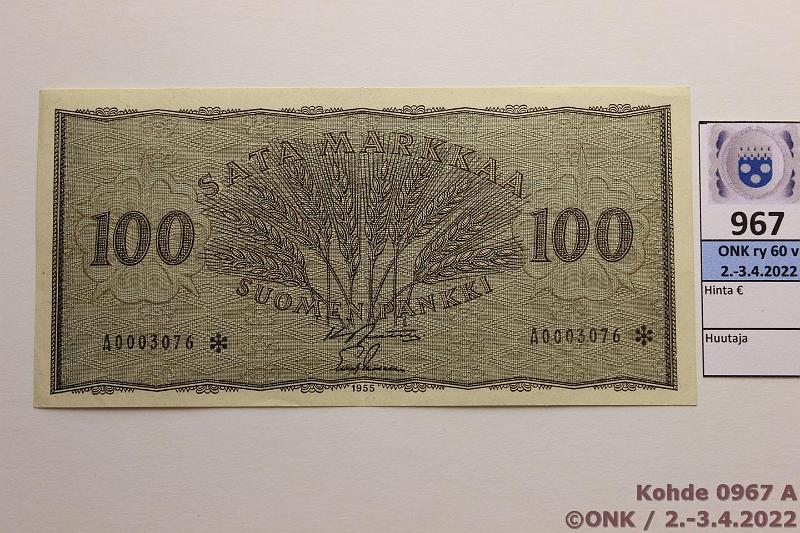 SATA MARKKAA
100 100
SUOMEN PANKKI
A0003076 * A0003076 *
1955
967
ONK ry 60 v
2.-3.4.2022
Hinta €
Huutaja
Kohde 0967 A
©ONK / 2.-3.4.2022